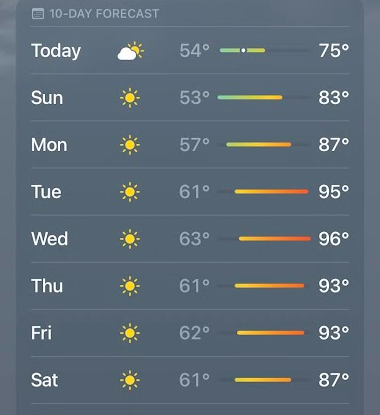 10-DAY FORECAST
Today 54° 75°
Sun 53° 83°
Mon 57° 87°
Tue 61° 95°
Wed 63° 96°
Thu 61° 93°
Fri 62° 93°
Sat 61° 87°